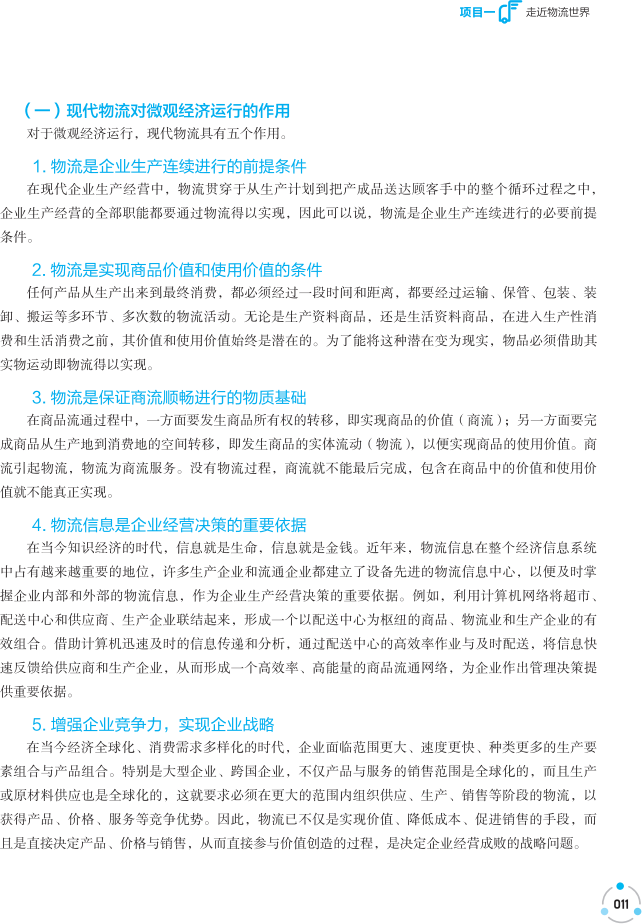 项目一 走近物流世界
（一）现代物流对微观经济运行的作用
对于微观经济运行，现代物流具有五个作用。
1. 物流是企业生产连续进行的前提条件
在现代企业生产经营中，物流贯穿于从生产计划到把产成品送达顾客手中的整个循环过程之中，
企业生产经营的全部职能都要通过物流得以实现，因此可以说，物流是企业生产连续进行的必要前提
条件。
2. 物流是实现商品价值和使用价值的条件
任何产品从生产出来到最终消费，都必须经过一段时间和距离，都要经过运输、保管、包装、装
卸、搬运等多环节、多次数的物流活动。无论是生产资料商品，还是生活资料商品，在进入生产性消
费和生活消费之前，其价值和使用价值始终是潜在的。为了能将这种潜在变为现实，物品必须借助其
实物运动即物流得以实现。
3. 物流是保证商流顺畅进行的物质基础
在商品流通过程中，一方面要发生商品所有权的转移，即实现商品的价值（商流）；另一方面要完
成商品从生产地到消费地的空间转移，即发生商品的实体流动（物流），以便实现商品的使用价值。商
流引起物流，物流为商流服务。没有物流过程，商流就不能最后完成，包含在商品中的价值和使用价
值就不能真正实现。
4. 物流信息是企业经营决策的重要依据
在当今知识经济的时代，信息就是生命，信息就是金钱。近年来，物流信息在整个经济信息系统
中占有越来越重要的地位，许多生产企业和流通企业都建立了设备先进的物流信息中心，以便及时掌
握企业内部和外部的物流信息，作为企业生产经营决策的重要依据。例如，利用计算机网络将超市、
配送中心和供应商、生产企业联结起来，形成一个以配送中心为枢纽的商品、物流业和生产企业的有
效组合。借助计算机迅速及时的信息传递和分析，通过配送中心的高效率作业与及时配送，将信息快
速反馈给供应商和生产企业，从而形成一个高效率、高能量的商品流通网络，为企业作出管理决策提
供重要依据。
5. 增强企业竞争力，实现企业战略
在当今经济全球化、消费需求多样化的时代，企业面临范围更大、速度更快、种类更多的生产要
素组合与产品组合。特别是大型企业、跨国企业，不仅产品与服务的销售范围是全球化的，而且生产
或原材料供应也是全球化的，这就要求必须在更大的范围内组织供应、生产、销售等阶段的物流，以
获得产品、价格、服务等竞争优势。因此，物流已不仅是实现价值、降低成本、促进销售的手段，而
且是直接决定产品、价格与销售，从而直接参与价值创造的过程，是决定企业经营成败的战略问题。
011